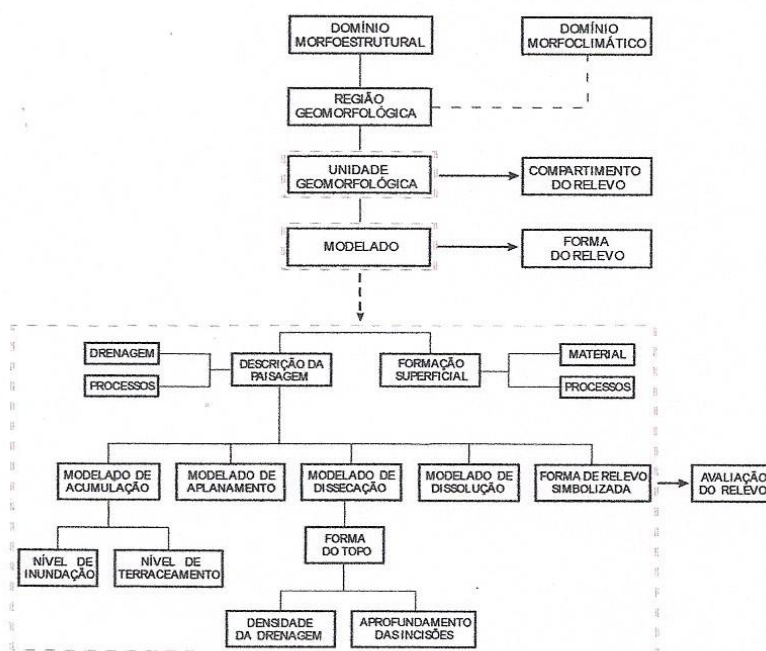 DOMÍNIO
MORFOESTRUTURAL
DOMÍNIO
MORFOCLIMÁTICO
REGIÃO
GEOMORFOLÓGICA
UNIDADE
GEOMORFOLÓGICA
COMPARTIMENTO
DO RELEVO
MODELADO
FORMA
DO RELEVO
DRENAGEM
PROCESSOS
DESCRIÇÃO DA
PAISAGEM
FORMAÇÃO
SUPERFICIAL
MATERIAL
PROCESSOS
MODELADO DE
ACUMULAÇÃO
MODELADO DE
APLANAMENTO
MODELADO DE
DISSECAÇÃO
MODELADO DE
DISSOLUÇÃO
FORMA DE RELEVO
SIMBOLIZADA
AVALIAÇÃO
DO RELEVO
NÍVEL DE
INUNDAÇÃO
NÍVEL DE
TERRACEAMENTO
FORMA
DO TOPO
DENSIDADE
DA DRENAGEM
APROFUNDAMENTO
DAS INCISÕES